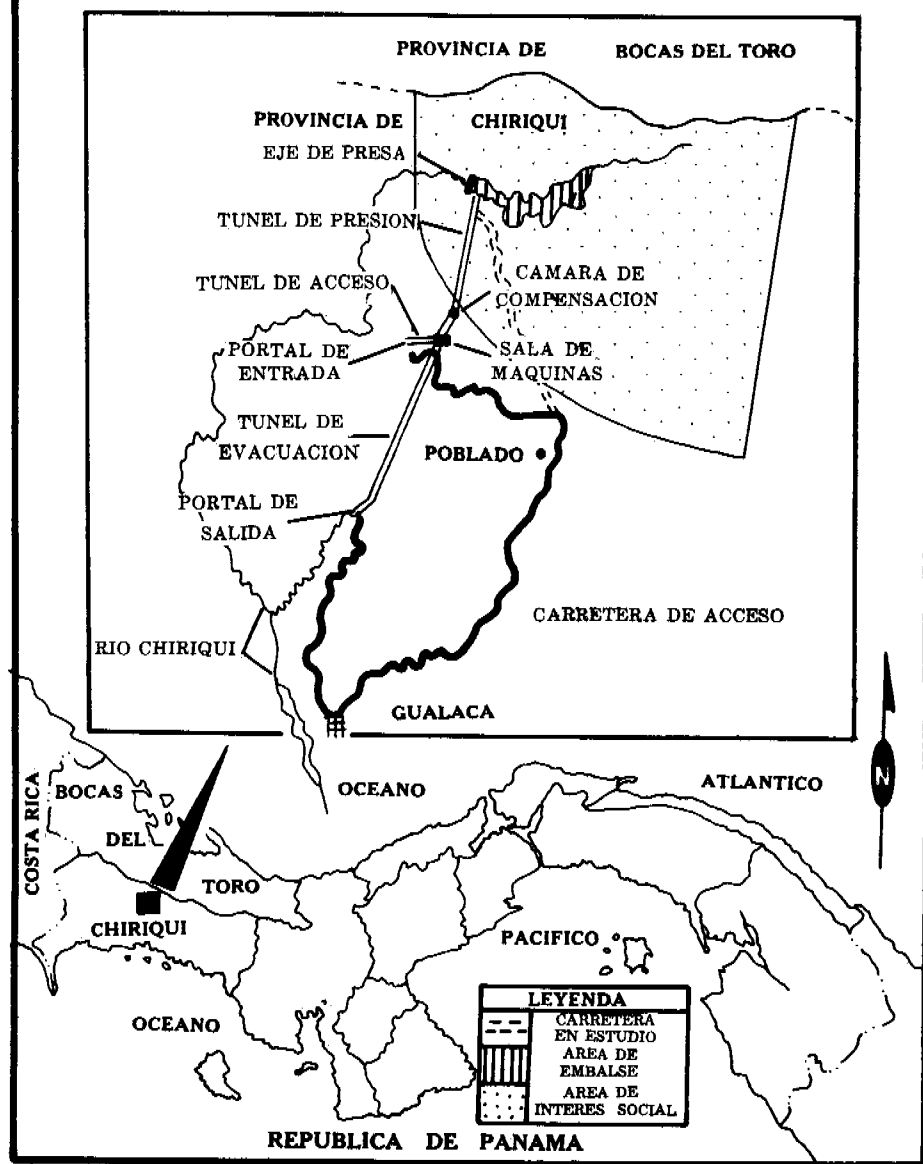 PROVINCIA DE BOCAS DEL TORO
PROVINCIA DE CHIRIQUI
EJE DE PRESA
TUNEL DE PRESION
TUNEL DE ACCESO
CAMARA DE
COMPENSACION
PORTAL DE
ENTRADA
SALA DE
MAQUINAS
TUNEL DE
EVACUACION
POBLADO
PORTAL DE
SALIDA
CARRETERA DE ACCESO
RIO CHIRIQUI
GUALACA
N
COSTA RICA
BOCAS
DEL
TORO
CHIRIQUI
OCEANO
ATLANTICO
PACIFICO
OCEANO
LEYENDA
CARRETERA
EN ESTUDIO
AREA DE
EMBALSE
AREA DE
INTERES SOCIAL
REPUBLICA DE PANAMA